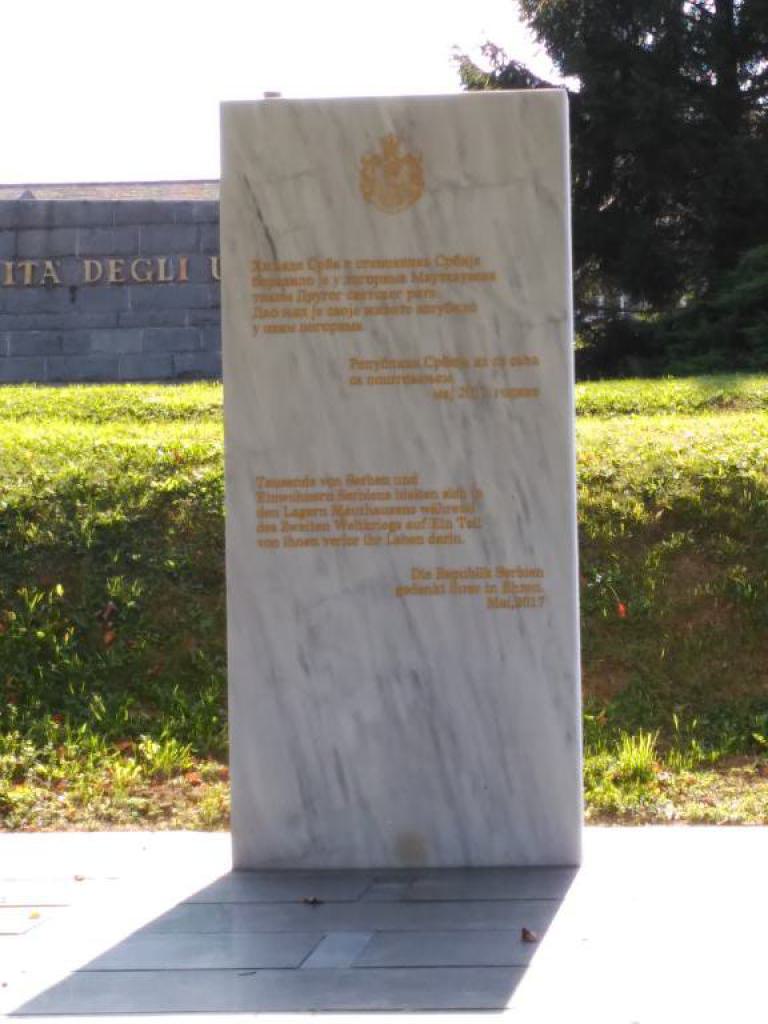 ITA DEGLI U
Хиљаде Срба и становника Србије
боравило је у логорима Маутхаузена
током Другог светског рата.
Део њих је своје животе изгубило
у овим логорима.
Република Србија их се сећа
са поштовањем
мај 2017. године
Tausende von Serben und
Einwohnern Serbiens hielten sich in
den Lagern Mauthausens während
des Zweiten Weltkriegs auf. Ein Teil
von ihnen verlor ihr Leben darin.
Die Republik Serbien
gedenkt ihrer in Ehren.
Mai, 2017